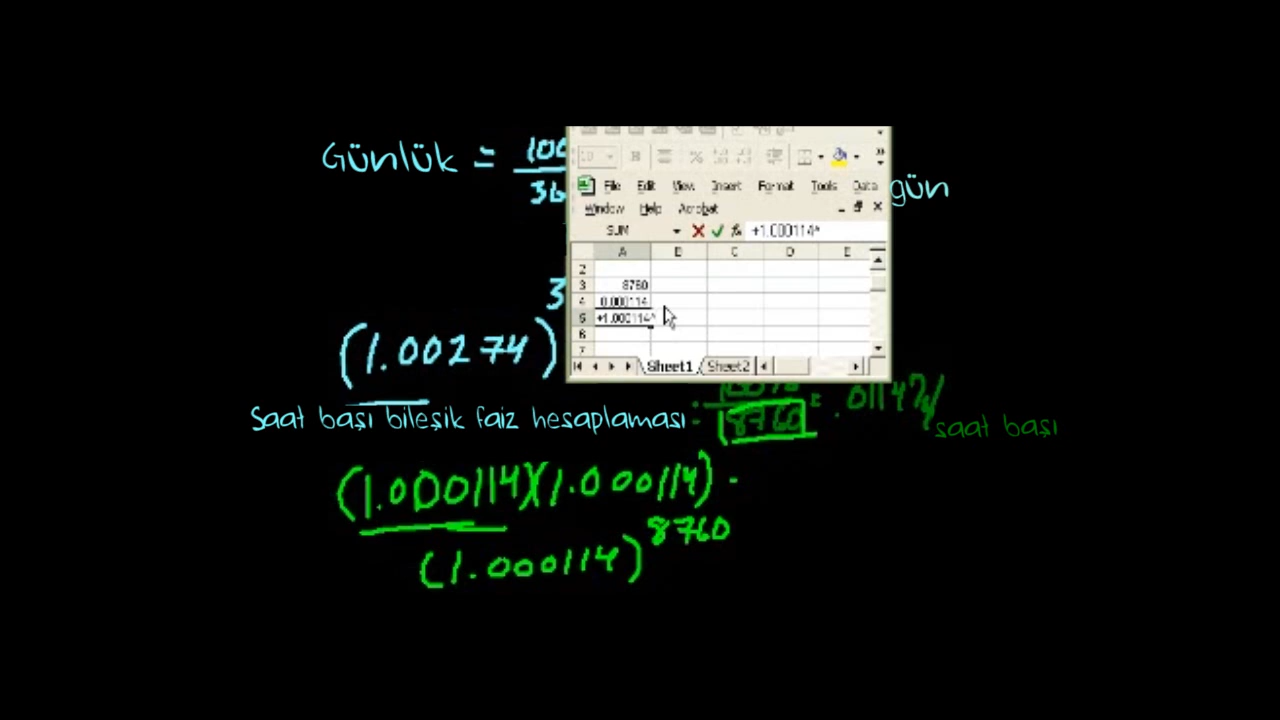 Günlük = 100
36
gün
File Edit View Insert Format Tools Data
Window Help Acrobat
SUM +1.000114^
A B C D E
2
3 8760
4 0.000114
5 +1.000114^
6
7
Sheet1 Sheet2
3
(1.00274)
Saat başı bileşik faiz hesaplaması: 100% / 8760 = .0114%/ saat başı
(1.000114)(1.000114) -
(1.000114)^8760